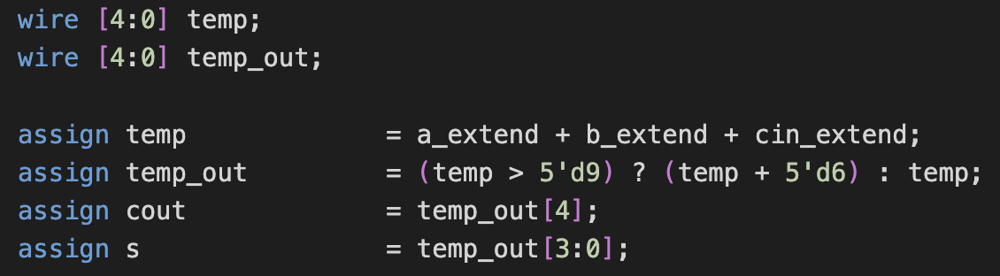 wire [4:0] temp;
wire [4:0] temp_out;
assign temp = a_extend + b_extend + cin_extend;
assign temp_out = (temp > 5'd9) ? (temp + 5'd6) : temp;
assign cout = temp_out[4];
assign s = temp_out[3:0];